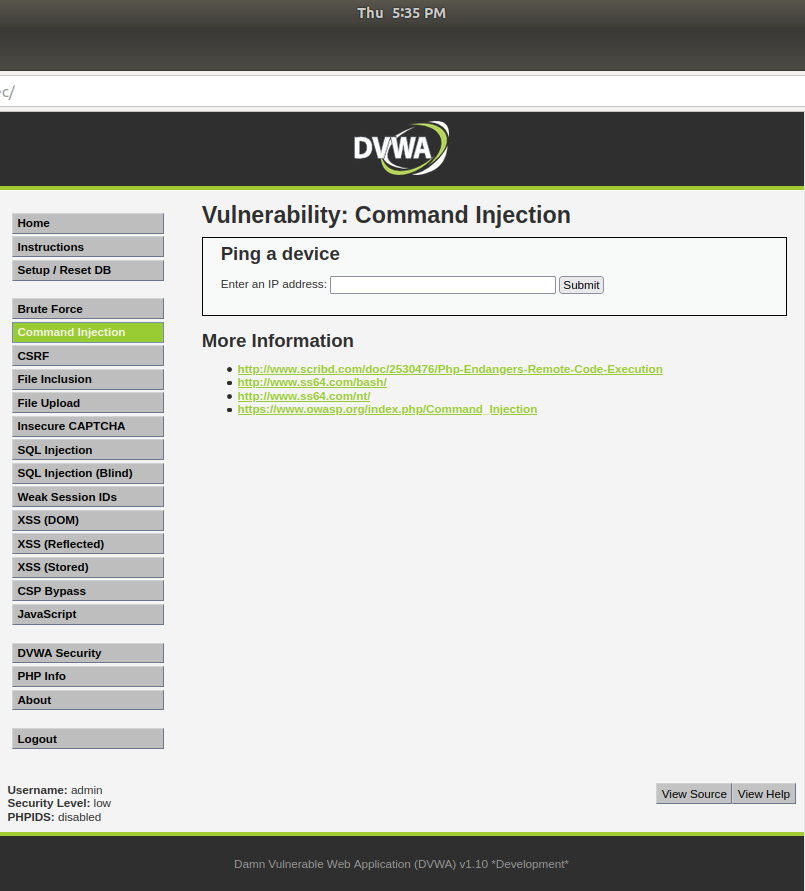 Thu 5:35 PM
ec/
DVWA
Vulnerability: Command Injection
Home
Instructions
Setup / Reset DB
Brute Force
Command Injection
CSRF
File Inclusion
File Upload
Insecure CAPTCHA
SQL Injection
SQL Injection (Blind)
Weak Session IDs
XSS (DOM)
XSS (Reflected)
XSS (Stored)
CSP Bypass
JavaScript
DVWA Security
PHP Info
About
Logout
Ping a device
Enter an IP address: Submit
More Information
http://www.scribd.com/doc/2530476/Php-Endangers-Remote-Code-Execution
http://www.ss64.com/bash/
http://www.ss64.com/nt/
https://www.owasp.org/index.php/Command_Injection
Username: admin
Security Level: low
PHPIDS: disabled
View Source View Help
Damn Vulnerable Web Application (DVWA) v1.10 *Development*